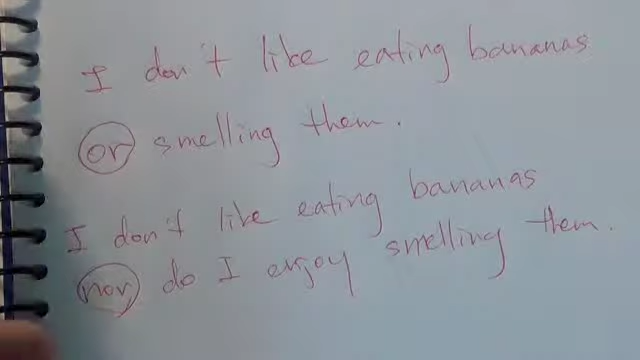 I don't like eating bananas
or smelling them.
I don't like eating bananas
nor do I enjoy smelling them.